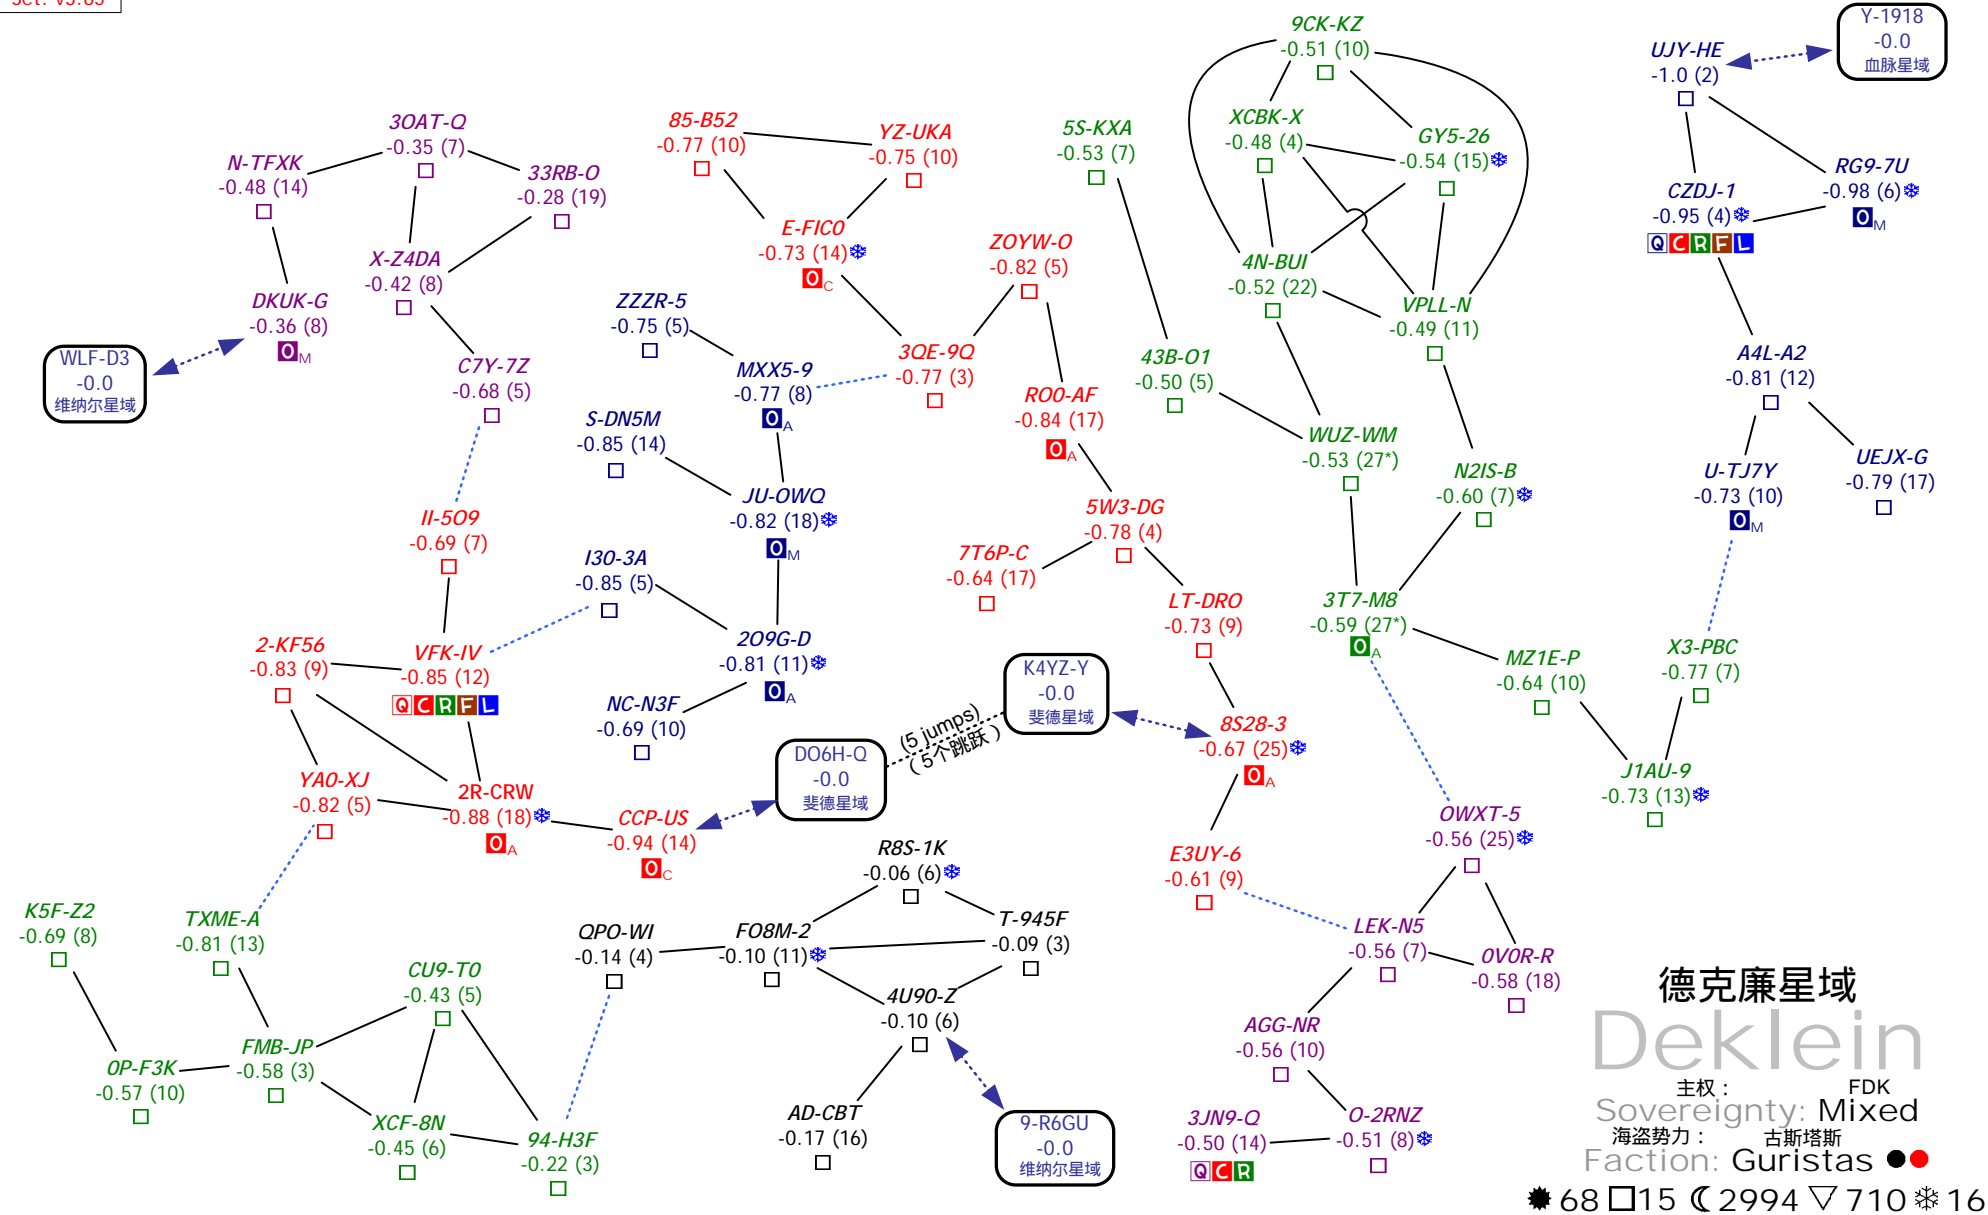 Set. V3.05
Y-1918
-0.0
血脉星域
UJY-HE
-1.0 (2)
9CK-KZ
-0.51 (10)
3OAT-Q
-0.35 (7)
N-TFXK
-0.48 (14)
33RB-O
-0.28 (19)
85-B52
-0.77 (10)
YZ-UKA
-0.75 (10)
5S-KXA
-0.53 (7)
XCBK-X
-0.48 (4)
GY5-26
-0.54 (15)
RG9-7U
-0.98 (6)
O M
CZDJ-1
-0.95 (4)
Q C R F L
X-Z4DA
-0.42 (8)
DKUK-G
-0.36 (8)
O M
WLF-D3
-0.0
维纳尔星域
C7Y-7Z
-0.68 (5)
E-FIC0
-0.73 (14)
O C
ZOYW-O
-0.82 (5)
ZZZR-5
-0.75 (5)
4N-BUI
-0.52 (22)
VPLL-N
-0.49 (11)
MXX5-9
-0.77 (8)
O A
3QE-9Q
-0.77 (3)
43B-O1
-0.50 (5)
A4L-A2
-0.81 (12)
RO0-AF
-0.84 (17)
O A
S-DN5M
-0.85 (14)
WUZ-WM
-0.53 (27*)
N2IS-B
-0.60 (7)
U-TJ7Y
-0.73 (10)
O M
UEJX-G
-0.79 (17)
JU-OWQ
-0.82 (18)
O M
II-5O9
-0.69 (7)
5W3-DG
-0.78 (4)
7T6P-C
-0.64 (17)
I30-3A
-0.85 (5)
LT-DRO
-0.73 (9)
3T7-M8
-0.59 (27*)
O A
2O9G-D
-0.81 (11)
O A
2-KF56
-0.83 (9)
VFK-IV
-0.85 (12)
Q C R F L
K4YZ-Y
-0.0
斐德星域
MZ1E-P
-0.64 (10)
X3-PBC
-0.77 (7)
NC-N3F
-0.69 (10)
8S28-3
-0.67 (25)
O A
(5 jumps)
（5个跳跃）
DO6H-Q
-0.0
斐德星域
YA0-XJ
-0.82 (5)
2R-CRW
-0.88 (18)
O A
CCP-US
-0.94 (14)
O C
J1AU-9
-0.73 (13)
OWXT-5
-0.56 (25)
R8S-1K
-0.06 (6)
E3UY-6
-0.61 (9)
K5F-Z2
-0.69 (8)
TXME-A
-0.81 (13)
QPO-WI
-0.14 (4)
FO8M-2
-0.10 (11)
T-945F
-0.09 (3)
LEK-N5
-0.56 (7)
0V0R-R
-0.58 (18)
CU9-T0
-0.43 (5)
4U90-Z
-0.10 (6)
AGG-NR
-0.56 (10)
0P-F3K
-0.57 (10)
FMB-JP
-0.58 (3)
XCF-8N
-0.45 (6)
94-H3F
-0.22 (3)
AD-CBT
-0.17 (16)
9-R6GU
-0.0
维纳尔星域
3JN9-Q
-0.50 (14)
Q C R
O-2RNZ
-0.51 (8)
德克廉星域
Deklein
主权： FDK
Sovereignty: Mixed
海盗势力： 古斯塔斯
Faction: Guristas
68 15 2994 710 16